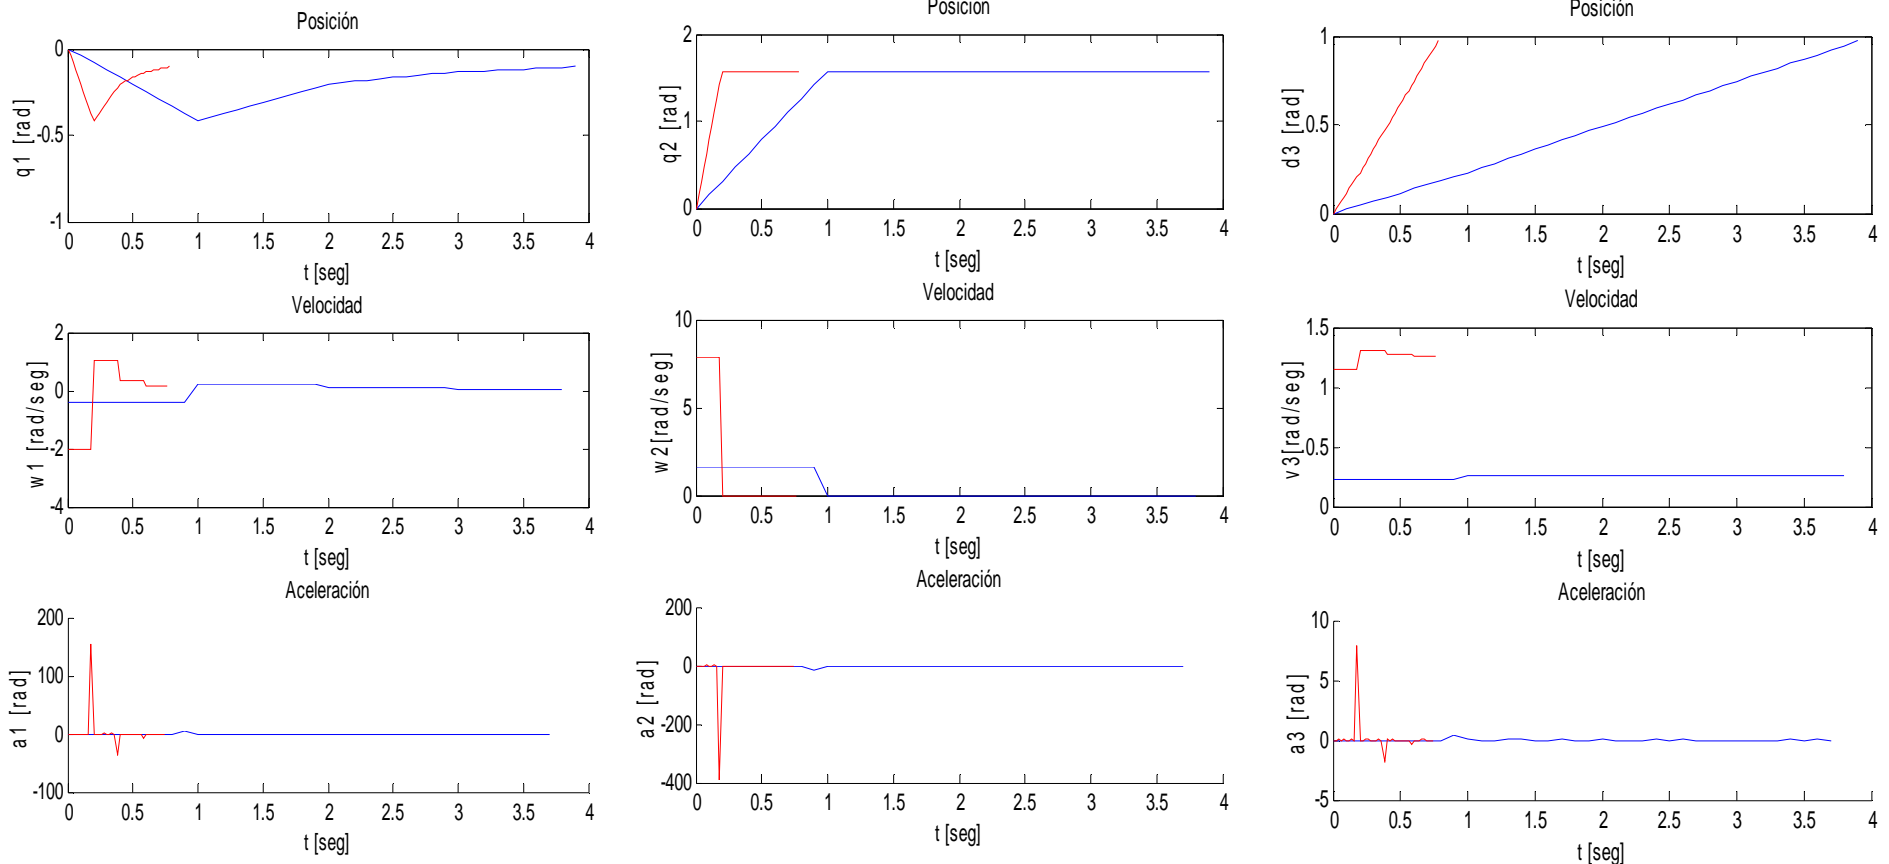 Posición
0
-0.5
-1
q1 [rad]
0 0.5 1 1.5 2 2.5 3 3.5 4
t [seg]
Velocidad
2
0
-2
-4
w1 [rad/seg]
0 0.5 1 1.5 2 2.5 3 3.5 4
Aceleración
200
100
0
-100
a1 [rad]
0 0.5 1 1.5 2 2.5 3 3.5 4
t [seg]
Posición
2
1
0
q2 [rad]
0 0.5 1 1.5 2 2.5 3 3.5 4
t [seg]
Velocidad
10
5
0
w2[rad/seg]
0 0.5 1 1.5 2 2.5 3 3.5 4
t [seg]
Aceleración
200
0
-200
-400
a2 [rad]
0 0.5 1 1.5 2 2.5 3 3.5 4
t [seg]
Posición
1
0.5
0
d3 [rad]
0 0.5 1 1.5 2 2.5 3 3.5 4
t [seg]
Velocidad
1.5
1
0.5
0
v3[rad/seg]
0 0.5 1 1.5 2 2.5 3 3.5 4
t [seg]
Aceleración
10
5
0
-5
a3 [rad]
0 0.5 1 1.5 2 2.5 3 3.5 4
t [seg]